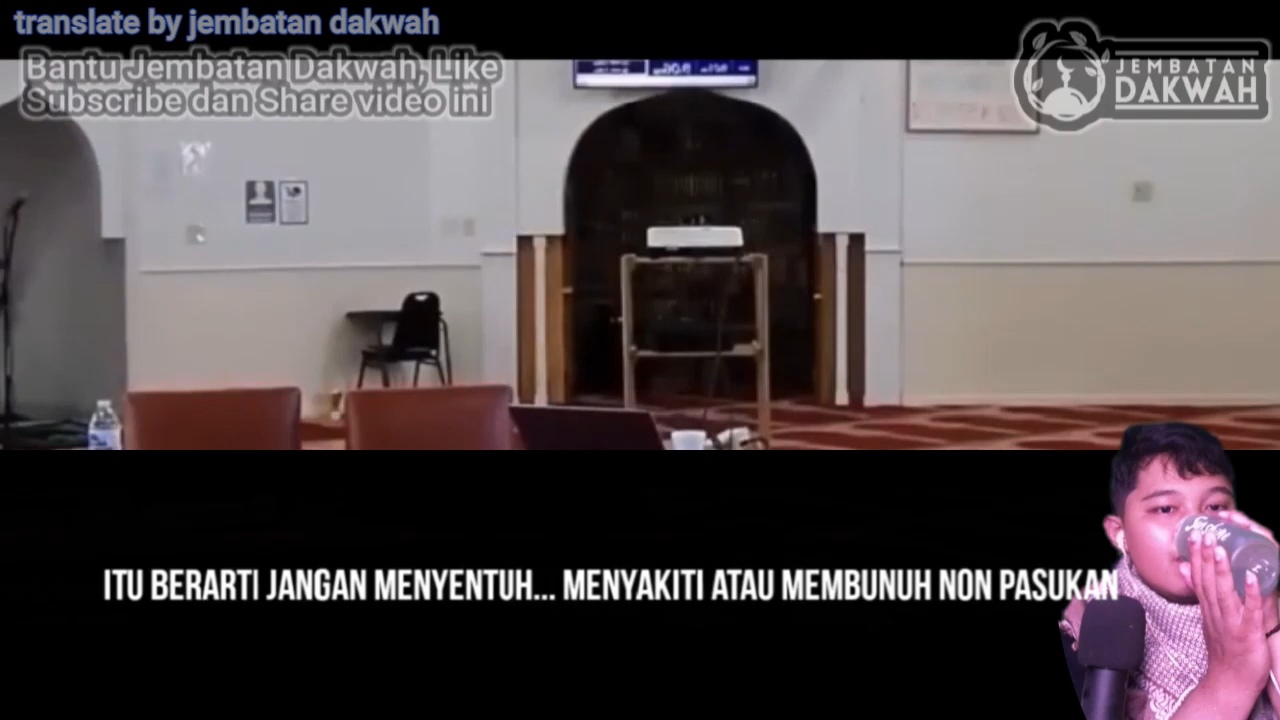 translate by jembatan dakwah
Bantu Jembatan Dakwah, Like
Subscribe dan Share video ini
JEMBATAN
DAKWAH
ITU BERARTI JANGAN MENYENTUH... MENYAKITI ATAU MEMBUNUH NON PASUKAN